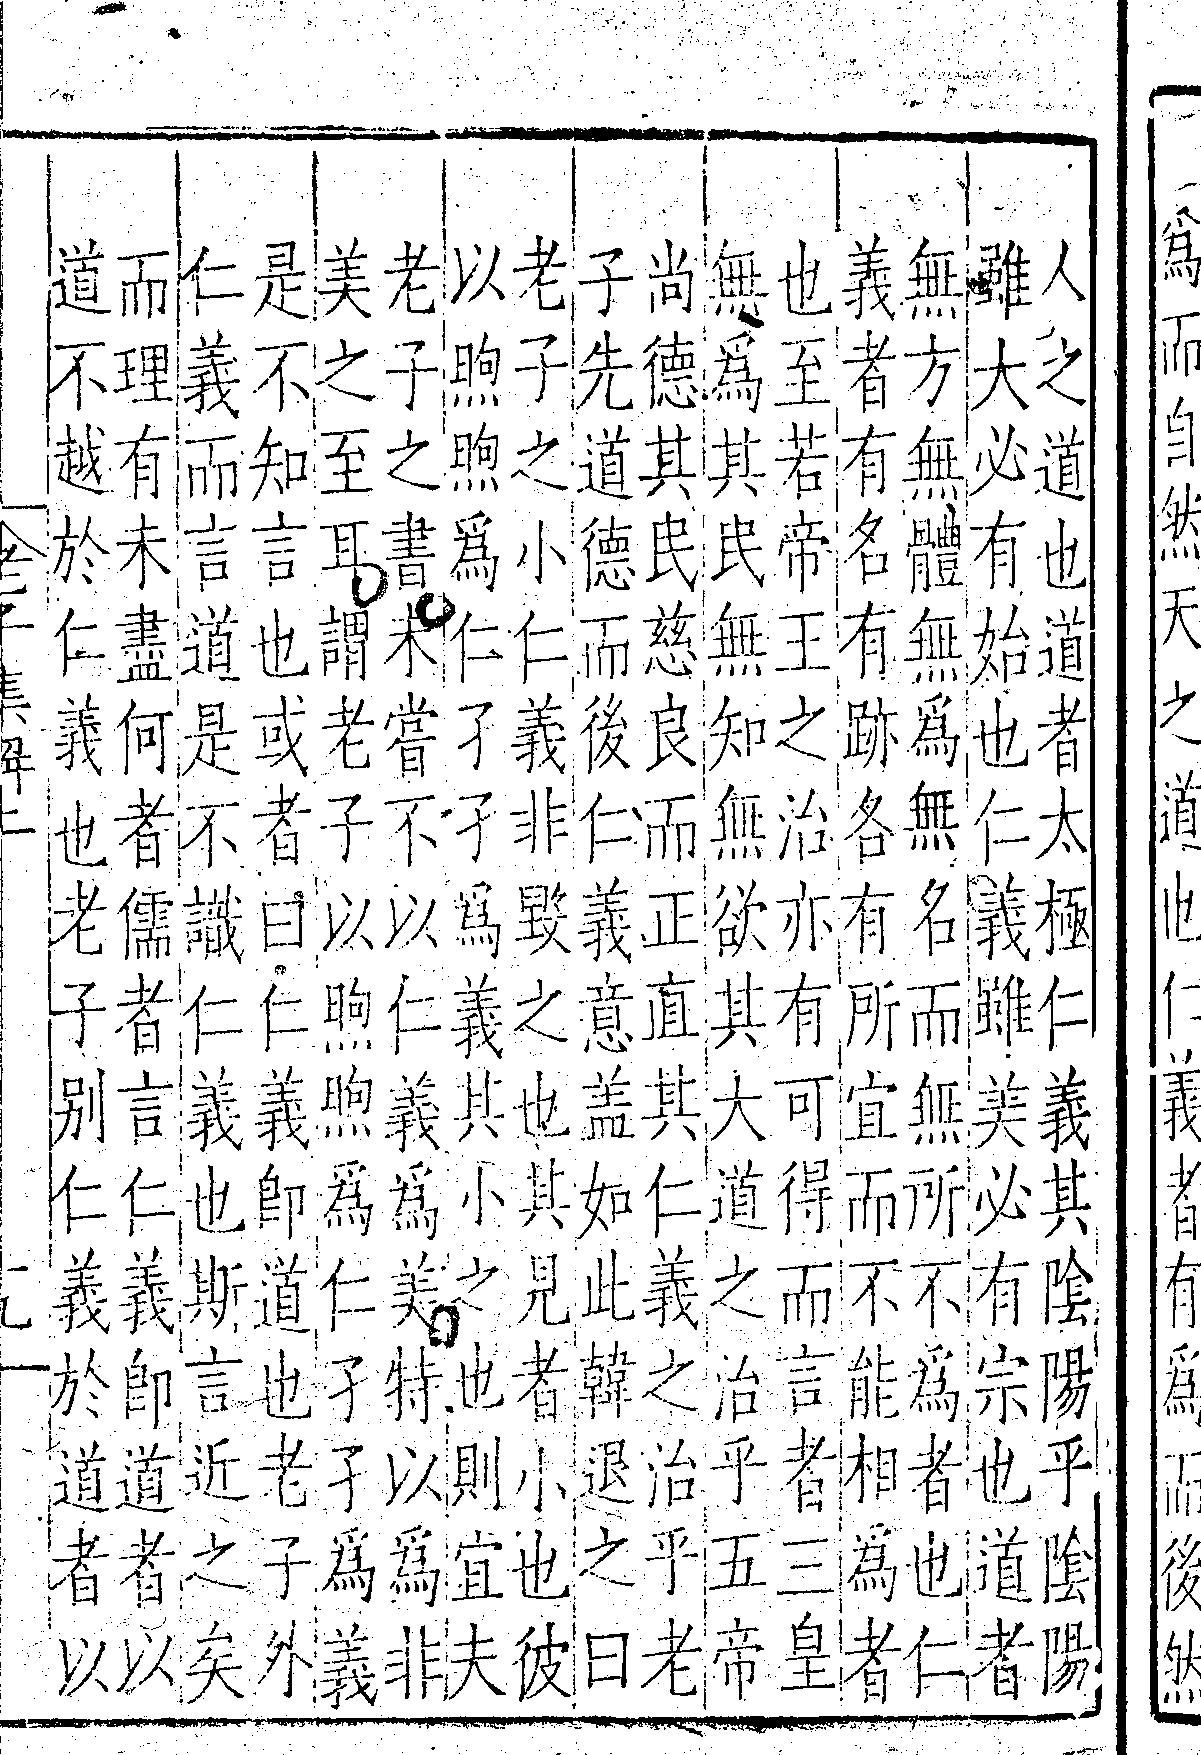 爲而自然天之道也仁義者有爲而後然
人之道也道者太極仁義其陰陽乎陰陽
雖大必有始也仁義雖美必有宗也道者
無方無體無爲無名而無所不爲者也仁
義者有名有跡各有所宜而不能相爲者
也至若帝王之治亦有可得而言者三皇
無爲其民無知無欲其大道之治乎五帝
尚德其民慈良而正直其仁義之治乎老
子先道德而後仁義意盖如此韓退之曰
老子之小仁義非毀之也其見者小也彼
以煦煦爲仁孑孑爲義其小之也則宜夫
老子之書未嘗不以仁義爲美特以爲非
美之至耳謂老子以煦煦爲仁孑孑爲義
是不知言也或者曰仁義卽道也老子外
仁義而言道是不識仁義也斯言近之矣
而理有未盡何者儒者言仁義卽道者以
道不越於仁義也老子别仁義於道者以
老子集解上